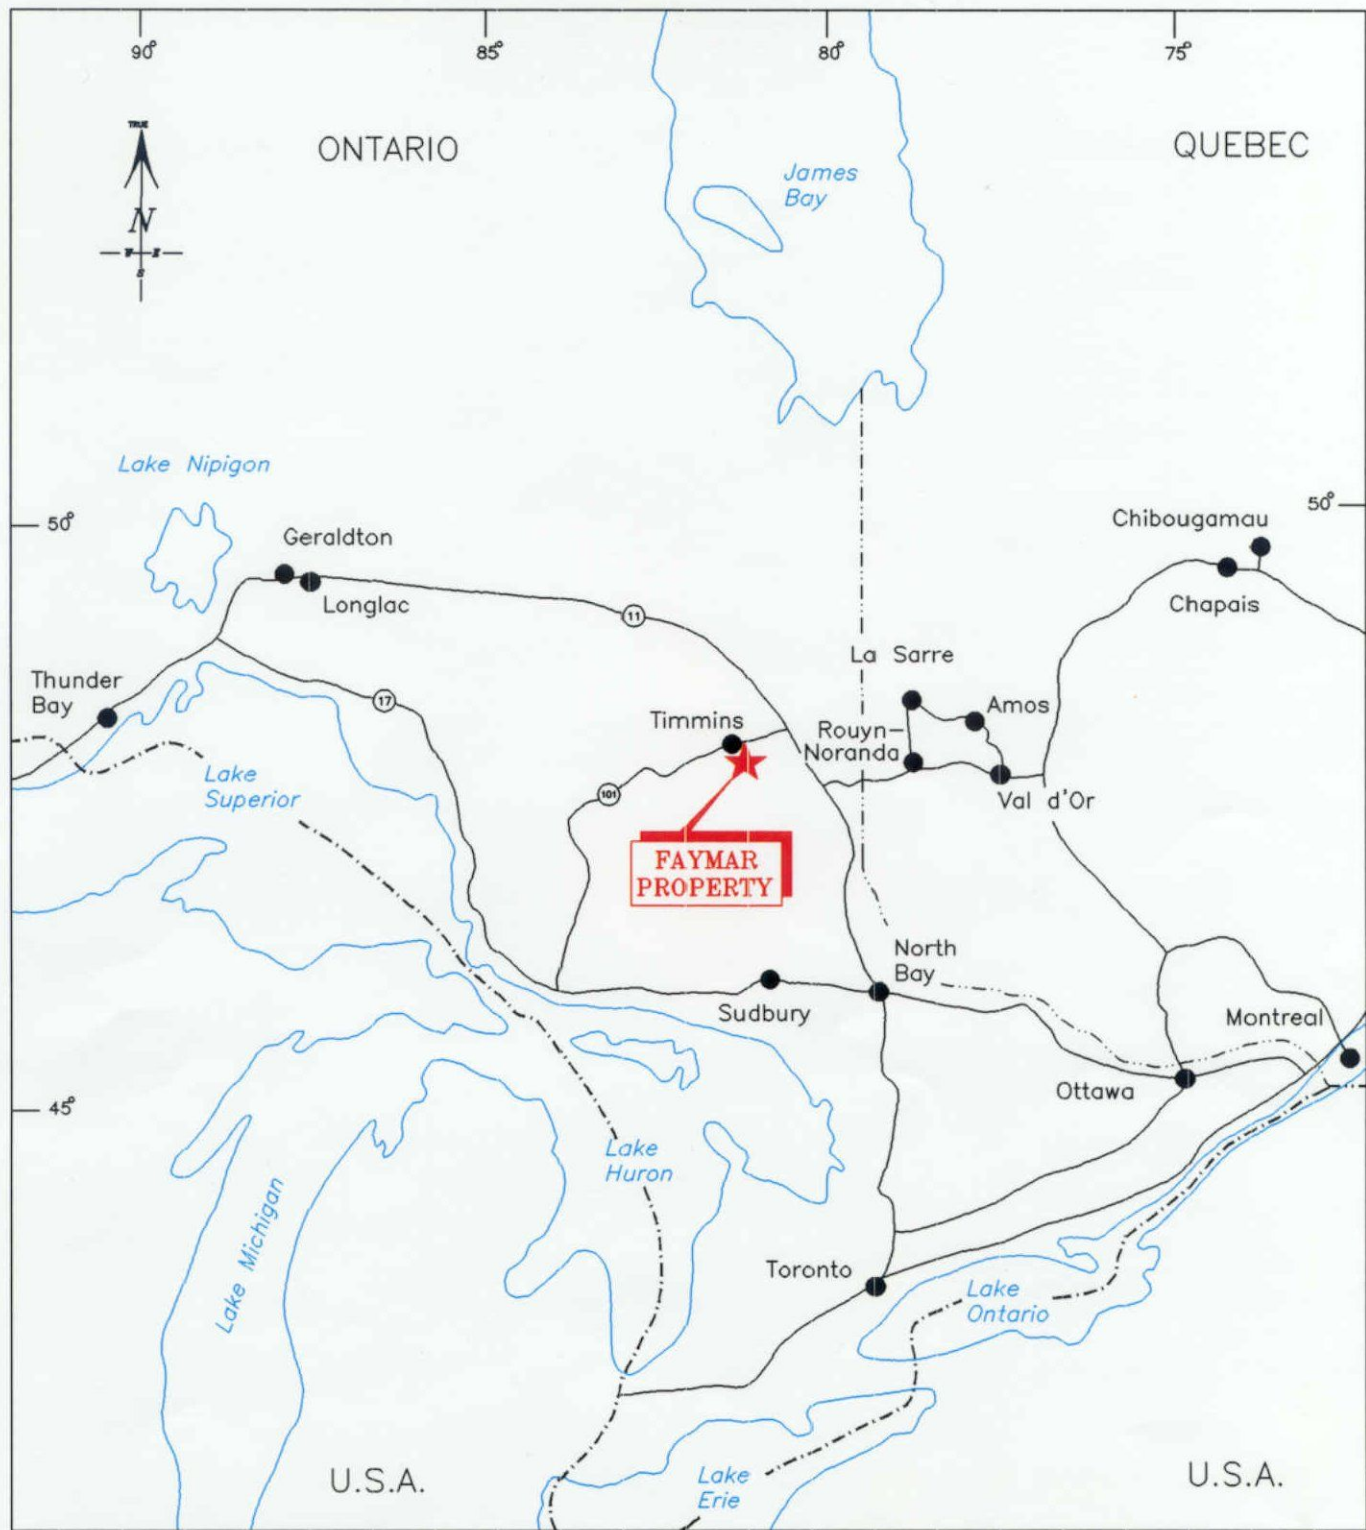 90°
85°
80°
75°
TRUE
N
W E
S
ONTARIO
QUEBEC
James
Bay
Lake Nipigon
50°
50°
Chibougamau
Chapais
Geraldton
Longlac
11
La Sarre
Amos
Thunder
Bay
17
Timmins
Rouyn-
Noranda
Val d'Or
Lake
Superior
101
FAYMAR
PROPERTY
North
Bay
Sudbury
Montreal
Ottawa
45°
Lake
Huron
Lake Michigan
Toronto
Lake
Ontario
U.S.A.
Lake
Erie
U.S.A.